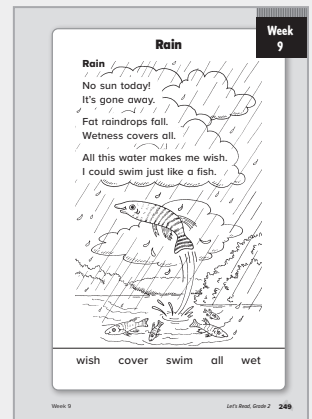 Week
9
Rain
Rain
No sun today!
It's gone away.
Fat raindrops fall.
Wetness covers all.
All this water makes me wish.
I could swim just like a fish.
wish cover swim all wet
Week 9
Let's Read, Grade 2 249